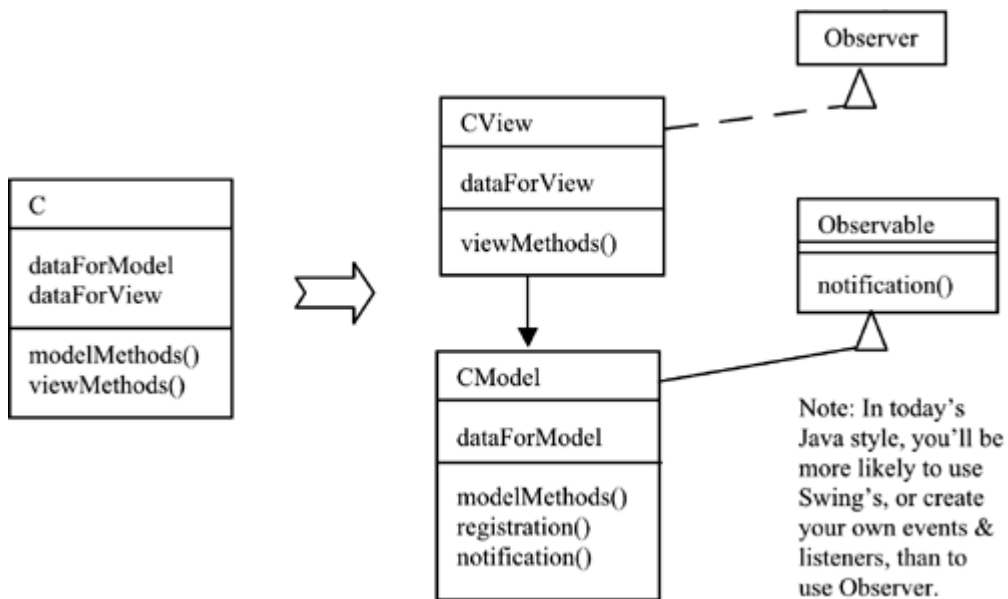 C
dataForModel
dataForView
modelMethods()
viewMethods()
CView
dataForView
viewMethods()
CModel
dataForModel
modelMethods()
registration()
notification()
Observer
Observable
notification()
Note: In today's
Java style, you'll be
more likely to use
Swing's, or create
your own events &
listeners, than to
use Observer.